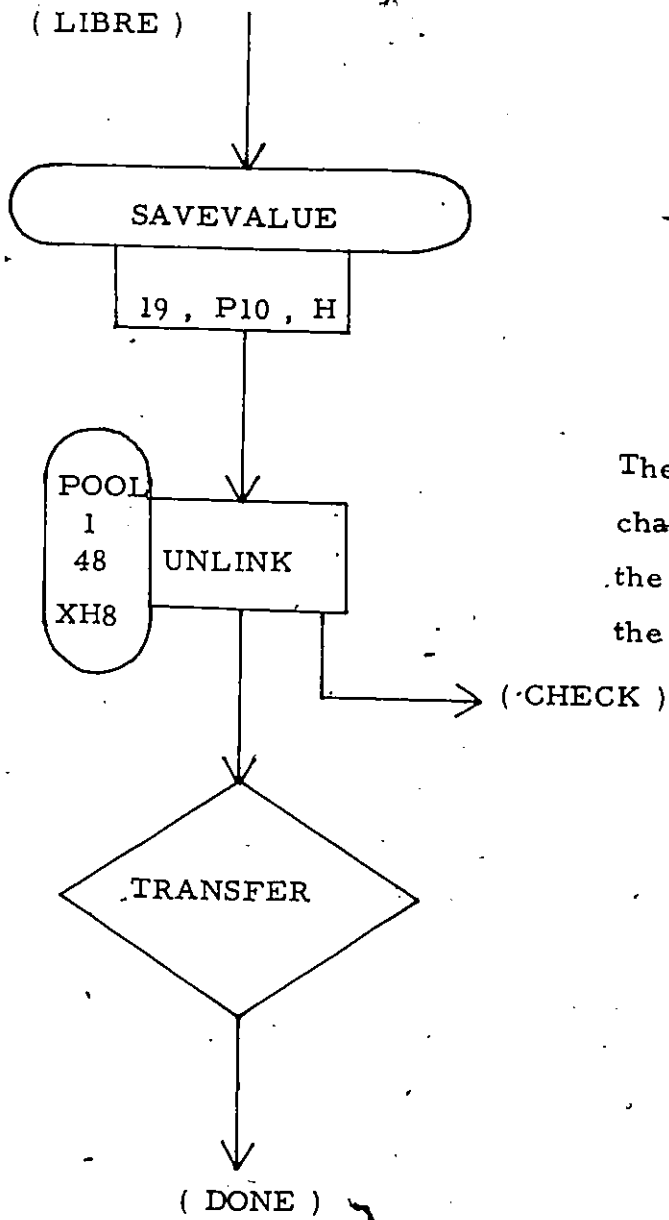 ( LIBRE )
SAVEVALUE
19 , P10 , H
POOL
1
48
XH8
UNLINK
The
cha
the
the
( CHECK )
TRANSFER
( DONE )